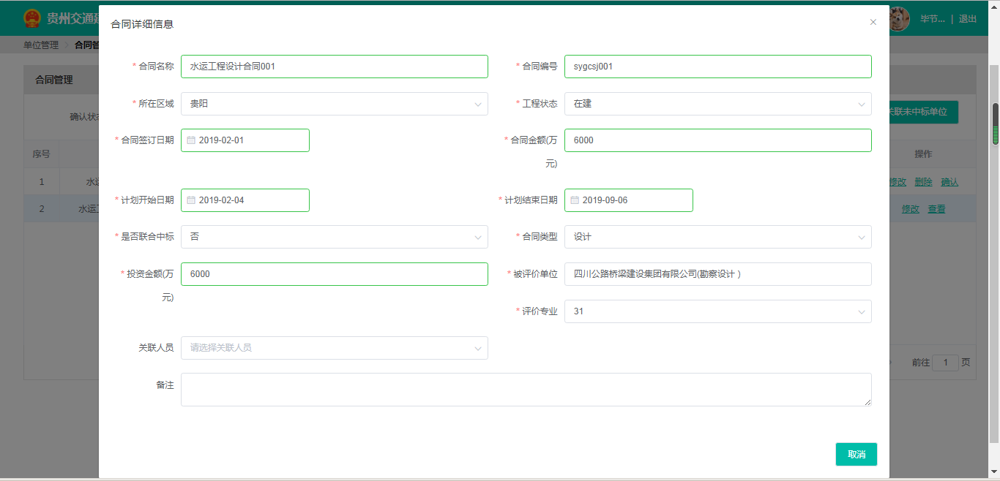 贵州交通建
毕节... | 退出
单位管理 > 合同管
合同管理
确认状态
关联未中标单位
序号
操作
1
水运
修改 删除 确认
2
水运工
修改 查看
前往 1 页
合同详细信息
* 合同名称 水运工程设计合同001
* 合同编号 sygcsj001
* 所在区域 贵阳
* 工程状态 在建
* 合同签订日期 2019-02-01
* 合同金额(万
元)
6000
* 计划开始日期 2019-02-04
* 计划结束日期 2019-09-06
* 是否联合中标 否
* 合同类型 设计
* 投资金额(万
元)
6000
* 被评价单位 四川公路桥梁建设集团有限公司(勘察设计）
* 评价专业 31
关联人员 请选择关联人员
备注
取消